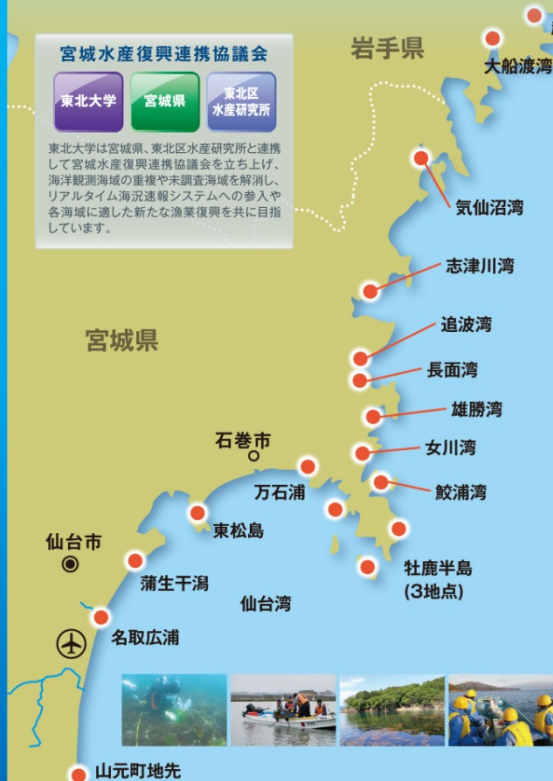 宮城水産復興連携協議会
東北大学
宮城県
東北区
水産研究所
東北大学は宮城県、東北区水産研究所と連携
して宮城水産復興連携協議会を立ち上げ、
海洋観測海域の重複や未調査海域を解消し、
リアルタイム海況速報システムへの参入や
各海域に適した新たな漁業復興を共に目指
しています。
岩手県
大船渡湾
気仙沼湾
志津川湾
宮城県
追波湾
長面湾
雄勝湾
石巻市
女川湾
万石浦
鮫浦湾
東松島
仙台市
牡鹿半島
(3地点)
蒲生干潟
仙台湾
名取広浦
山元町地先